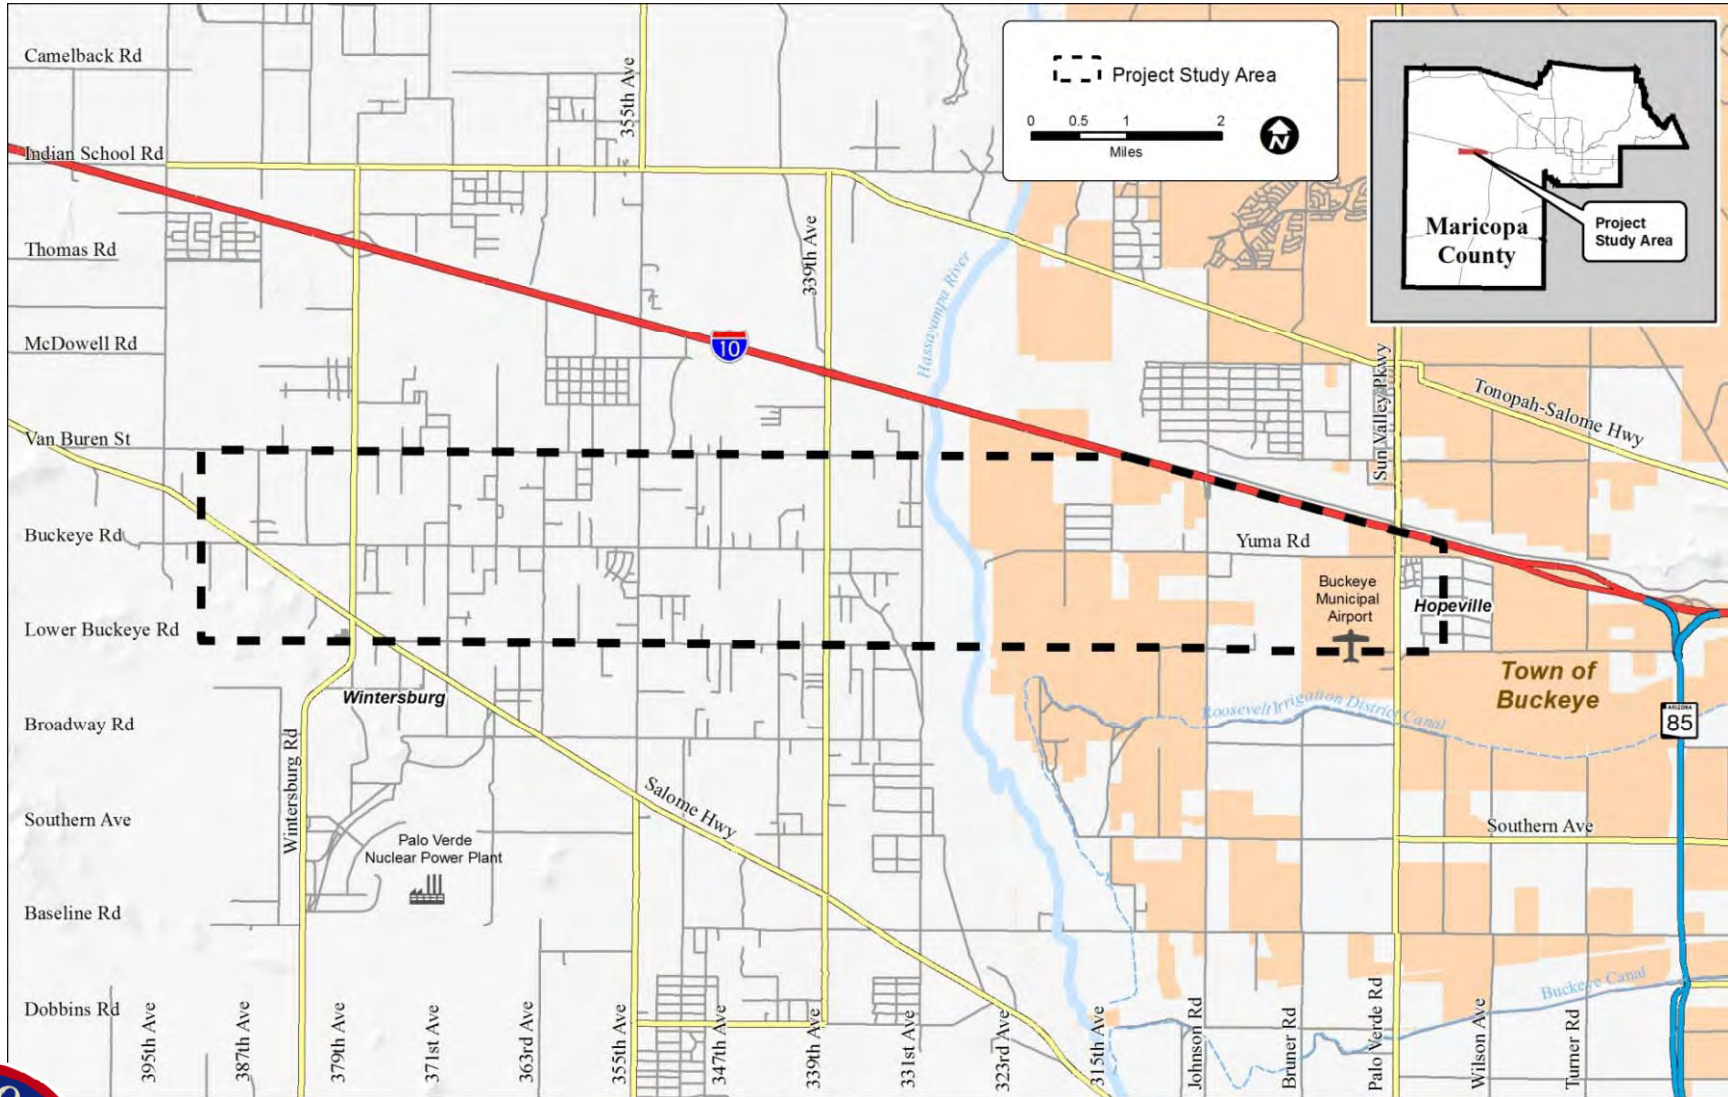 Camelback Rd
Indian School Rd
Thomas Rd
McDowell Rd
Van Buren St
Buckeye Rd
Lower Buckeye Rd
Broadway Rd
Southern Ave
Baseline Rd
Dobbins Rd
355th Ave
339th Ave
10
Hassayampa River
Project Study Area
0 0.5 1 2
Miles
N
Maricopa
County
Project
Study Area
Sun Valley Pkwy
Tonopah-Salome Hwy
Yuma Rd
Buckeye
Municipal
Airport
Hopeville
Town of
Buckeye
Roosevelt Irrigation District Canal
ARIZONA
85
Wintersburg
Wintersburg Rd
Salome Hwy
Palo Verde
Nuclear Power Plant
Southern Ave
Buckeye Canal
395th Ave
387th Ave
379th Ave
371st Ave
363rd Ave
355th Ave
347th Ave
339th Ave
331st Ave
323rd Ave
315th Ave
Johnson Rd
Bruner Rd
Palo Verde Rd
Wilson Ave
Turner Rd